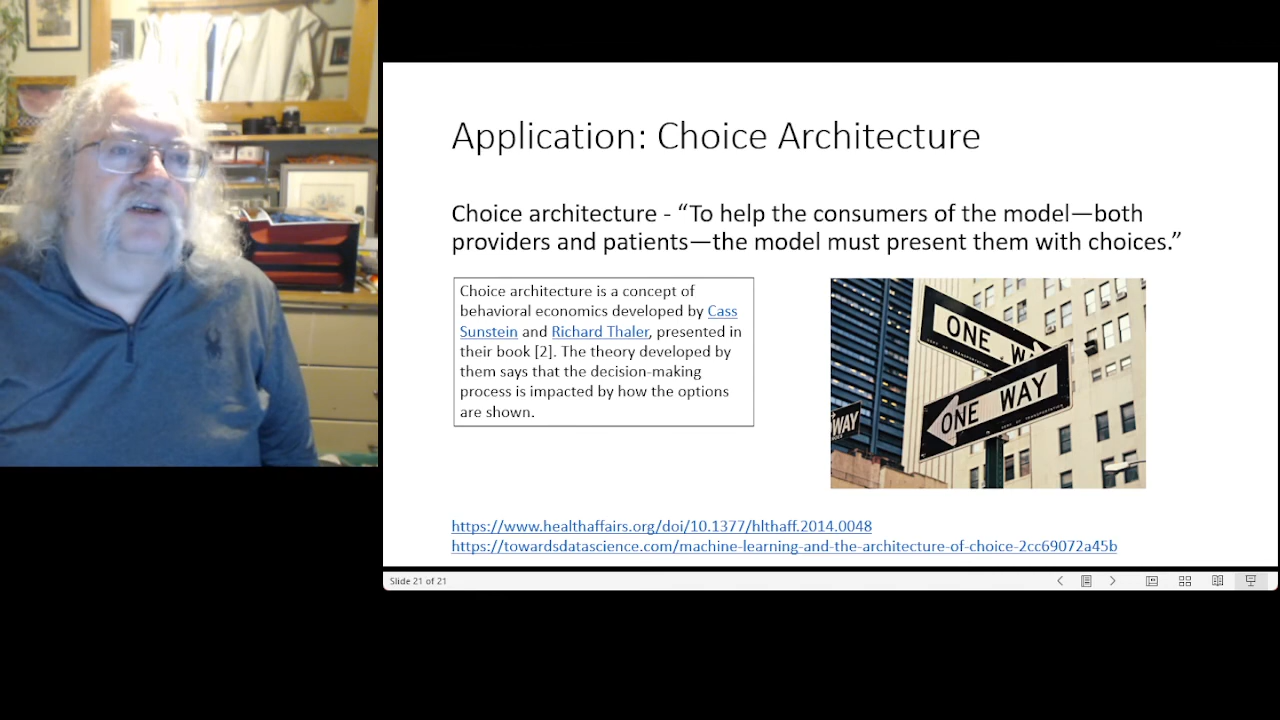 Application: Choice Architecture
Choice architecture - “To help the consumers of the model—both
providers and patients—the model must present them with choices.”
Choice architecture is a concept of
behavioral economics developed by Cass
Sunstein and Richard Thaler, presented in
their book [2]. The theory developed by
them says that the decision-making
process is impacted by how the options
are shown.
ONE
ONE WAY
WAY
https://www.healthaffairs.org/doi/10.1377/hlthaff.2014.0048
https://towardsdatascience.com/machine-learning-and-the-architecture-of-choice-2cc69072a45b
Slide 21 of 21